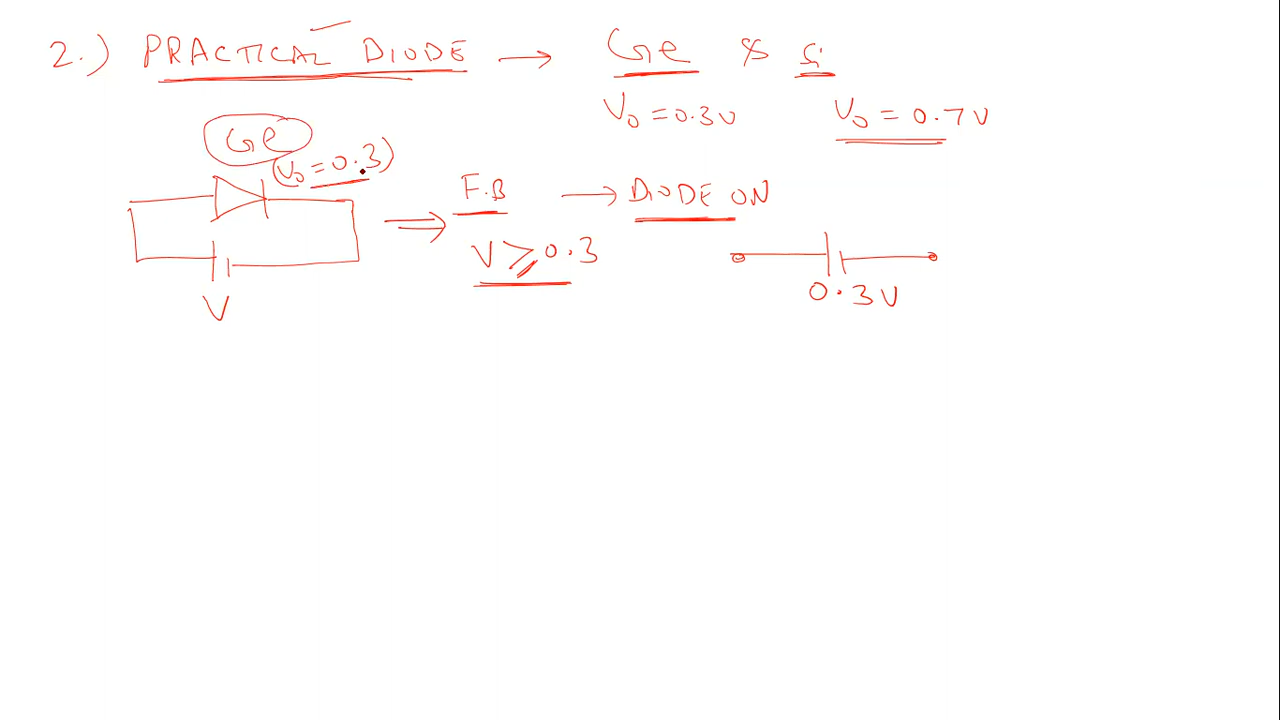 2.) PRACTICAL DIODE → Ge & Si
V₀ = 0.3V V₀ = 0.7V
Ge
(V₀ = 0.3)
F.B → DIODE ON
⇒
V ≥ 0.3
0.3V
V